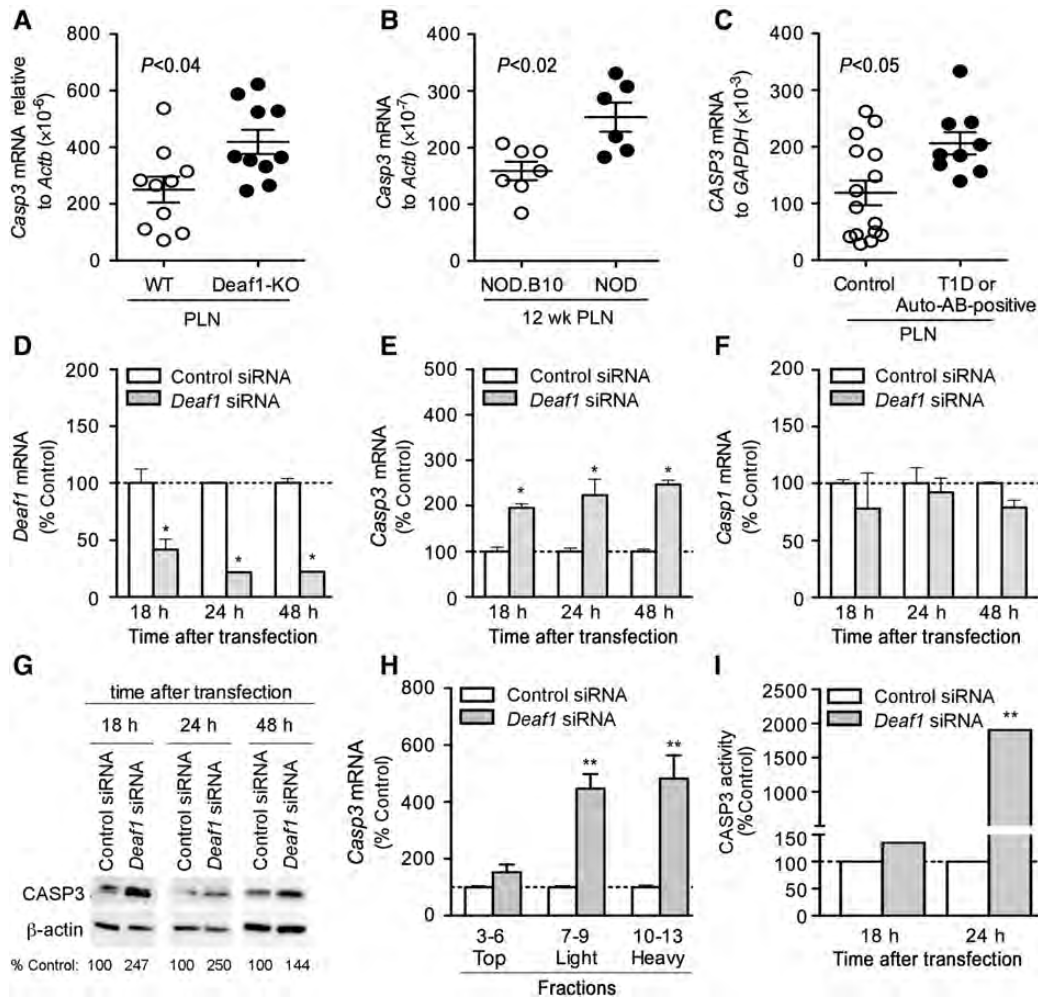 A
Casp3 mRNA relative
to Actb (×10-6)
800
600
400
200
0
P<0.04
WT
Deaf1-KO
PLN
B
Casp3 mRNA
to Actb (×10-7)
400
300
200
100
0
P<0.02
NOD.B10
NOD
12 wk PLN
C
CASP3 mRNA
to GAPDH (×10-3)
400
300
200
100
0
P<0.05
Control
T1D or
Auto-AB-positive
PLN
D
Deaf1 mRNA
(% Control)
200
150
100
50
0
Control siRNA
Deaf1 siRNA
*
*
*
18 h
24 h
48 h
Time after transfection
E
Casp3 mRNA
(% Control)
500
400
300
200
100
0
Control siRNA
Deaf1 siRNA
*
*
*
18 h
24 h
48 h
Time after transfection
F
Casp1 mRNA
(% Control)
200
150
100
50
0
Control siRNA
Deaf1 siRNA
18 h
24 h
48 h
Time after transfection
G
time after transfection
18 h
24 h
48 h
Control siRNA
Deaf1 siRNA
Control siRNA
Deaf1 siRNA
Control siRNA
Deaf1 siRNA
CASP3
β-actin
% Control: 100 247 100 250 100 144
H
Casp3 mRNA
(% Control)
800
600
400
200
0
Control siRNA
Deaf1 siRNA
**
**
3-6
Top
7-9
Light
10-13
Heavy
Fractions
I
CASP3 activity
(%Control)
2500
2000
1750
1500
1250
1000
150
100
50
0
Control siRNA
Deaf1 siRNA
**
18 h
24 h
Time after transfection